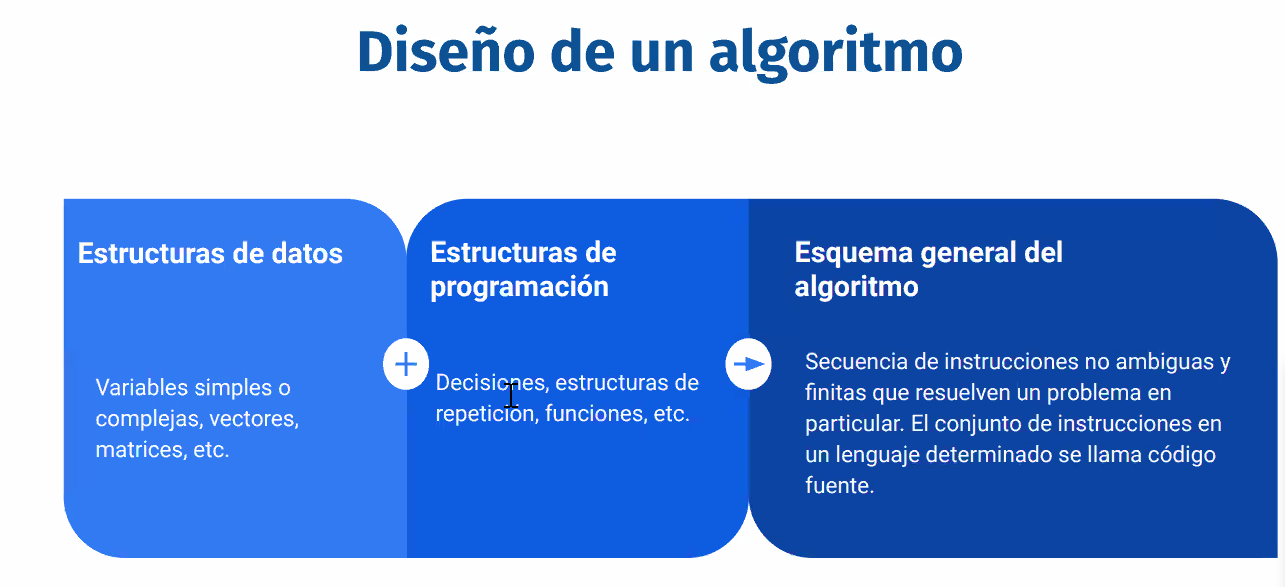 Diseño de un algoritmo
Estructuras de datos
Variables simples o
complejas, vectores,
matrices, etc.
Estructuras de
programación
Decisiones, estructuras de
repetición, funciones, etc.
Esquema general del
algoritmo
Secuencia de instrucciones no ambiguas y
finitas que resuelven un problema en
particular. El conjunto de instrucciones en
un lenguaje determinado se llama código
fuente.